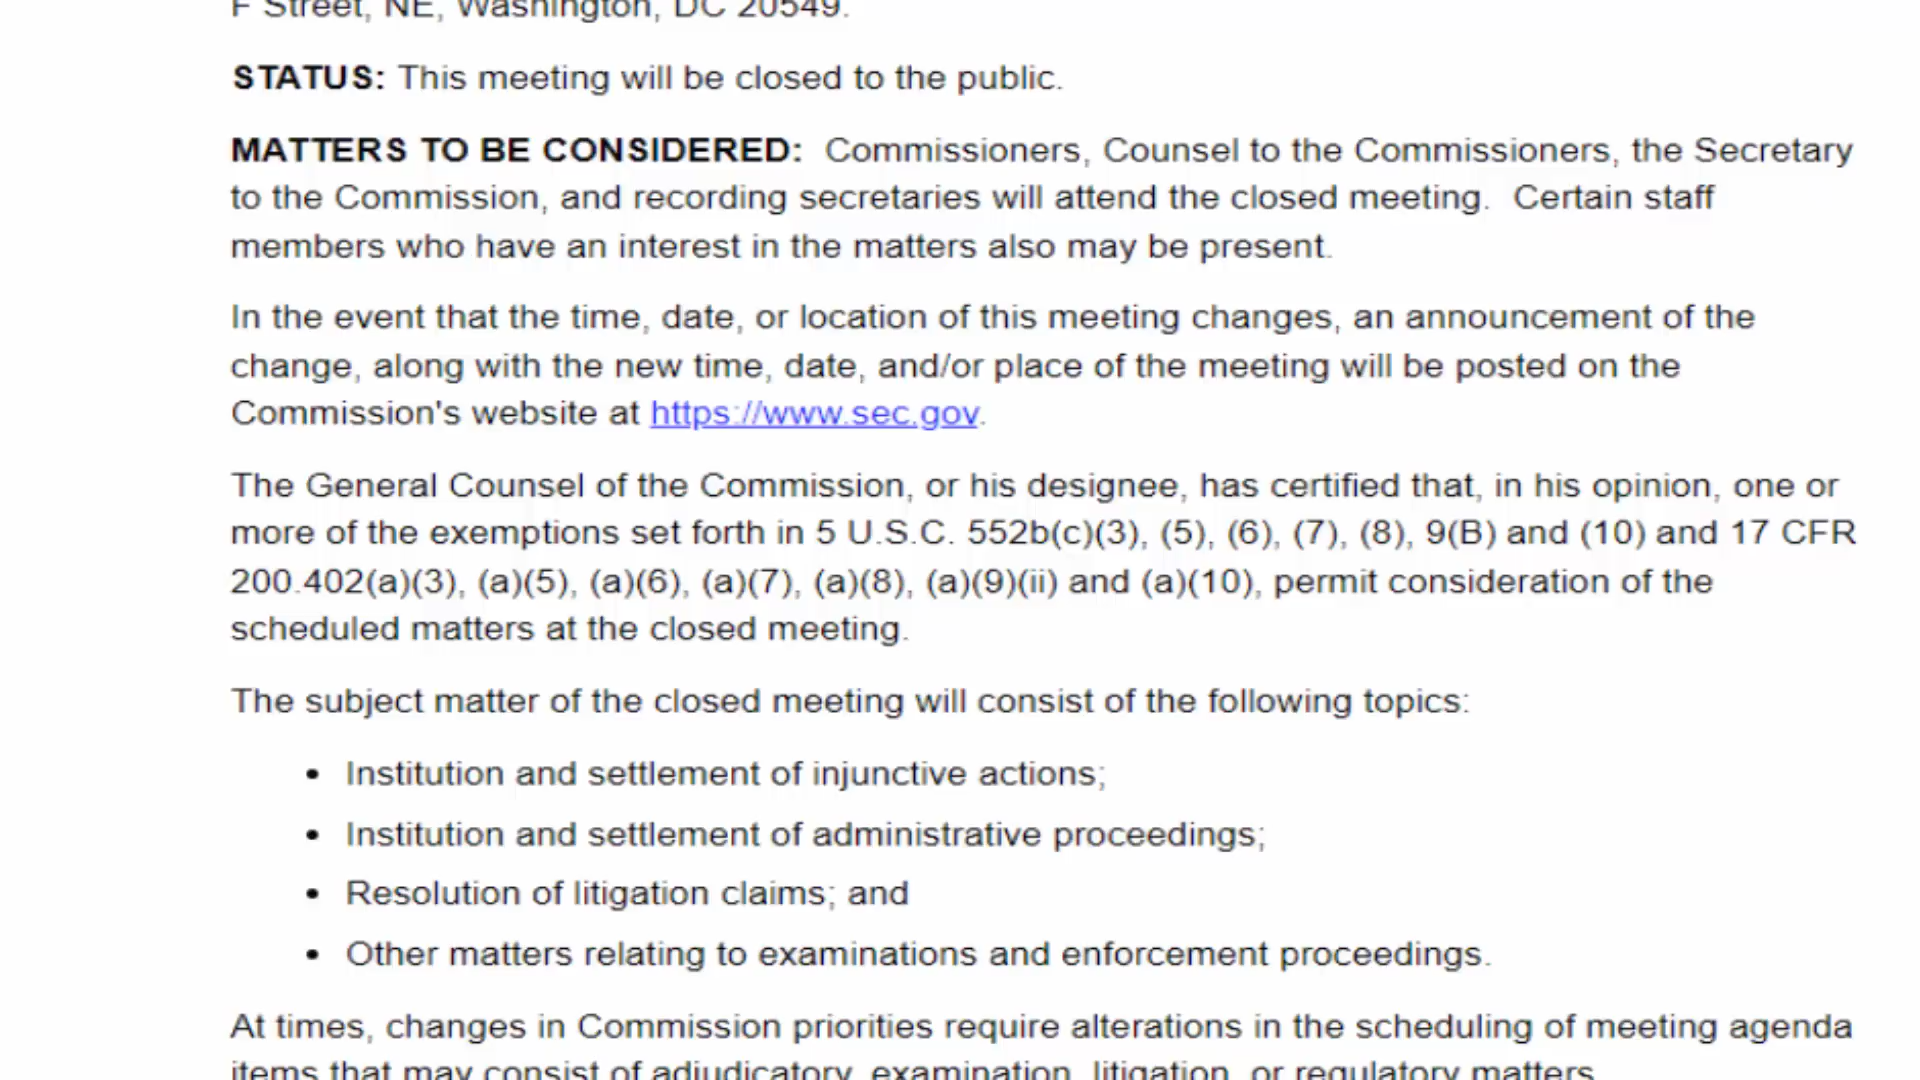 F Street, NE, Washington, DC 20549.
STATUS: This meeting will be closed to the public.
MATTERS TO BE CONSIDERED: Commissioners, Counsel to the Commissioners, the Secretary
to the Commission, and recording secretaries will attend the closed meeting. Certain staff
members who have an interest in the matters also may be present.
In the event that the time, date, or location of this meeting changes, an announcement of the
change, along with the new time, date, and/or place of the meeting will be posted on the
Commission's website at https://www.sec.gov.
The General Counsel of the Commission, or his designee, has certified that, in his opinion, one or
more of the exemptions set forth in 5 U.S.C. 552b(c)(3), (5), (6), (7), (8), 9(B) and (10) and 17 CFR
200.402(a)(3), (a)(5), (a)(6), (a)(7), (a)(8), (a)(9)(ii) and (a)(10), permit consideration of the
scheduled matters at the closed meeting.
The subject matter of the closed meeting will consist of the following topics:
• Institution and settlement of injunctive actions;
• Institution and settlement of administrative proceedings;
• Resolution of litigation claims; and
• Other matters relating to examinations and enforcement proceedings.
At times, changes in Commission priorities require alterations in the scheduling of meeting agenda
items that may consist of adjudicatory, examination, litigation, or regulatory matters.